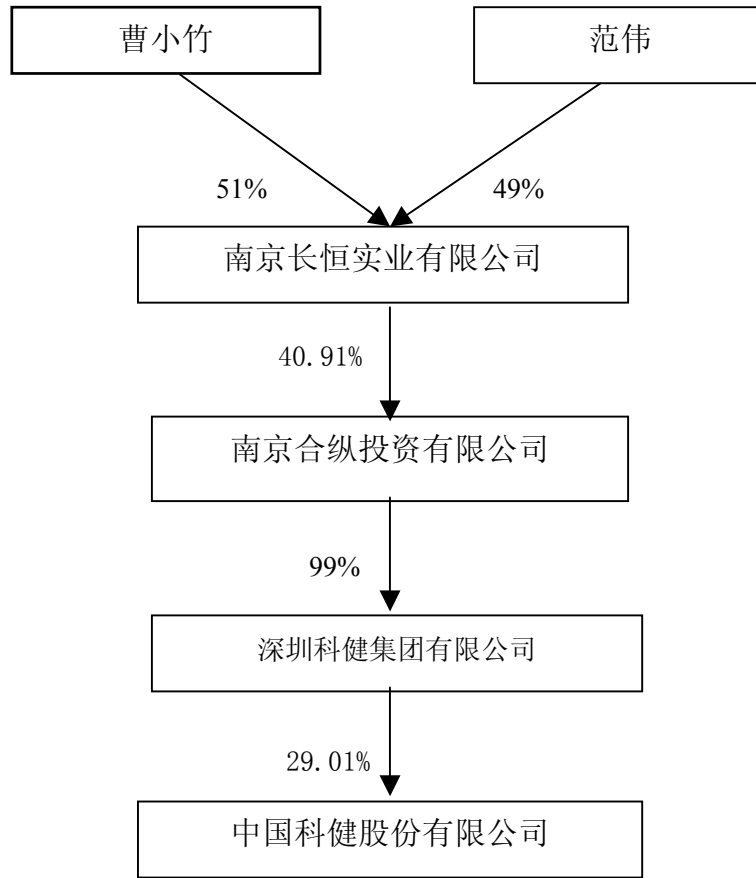 曹小竹
范伟
51%
49%
南京长恒实业有限公司
40.91%
南京合纵投资有限公司
99%
深圳科健集团有限公司
29.01%
中国科健股份有限公司